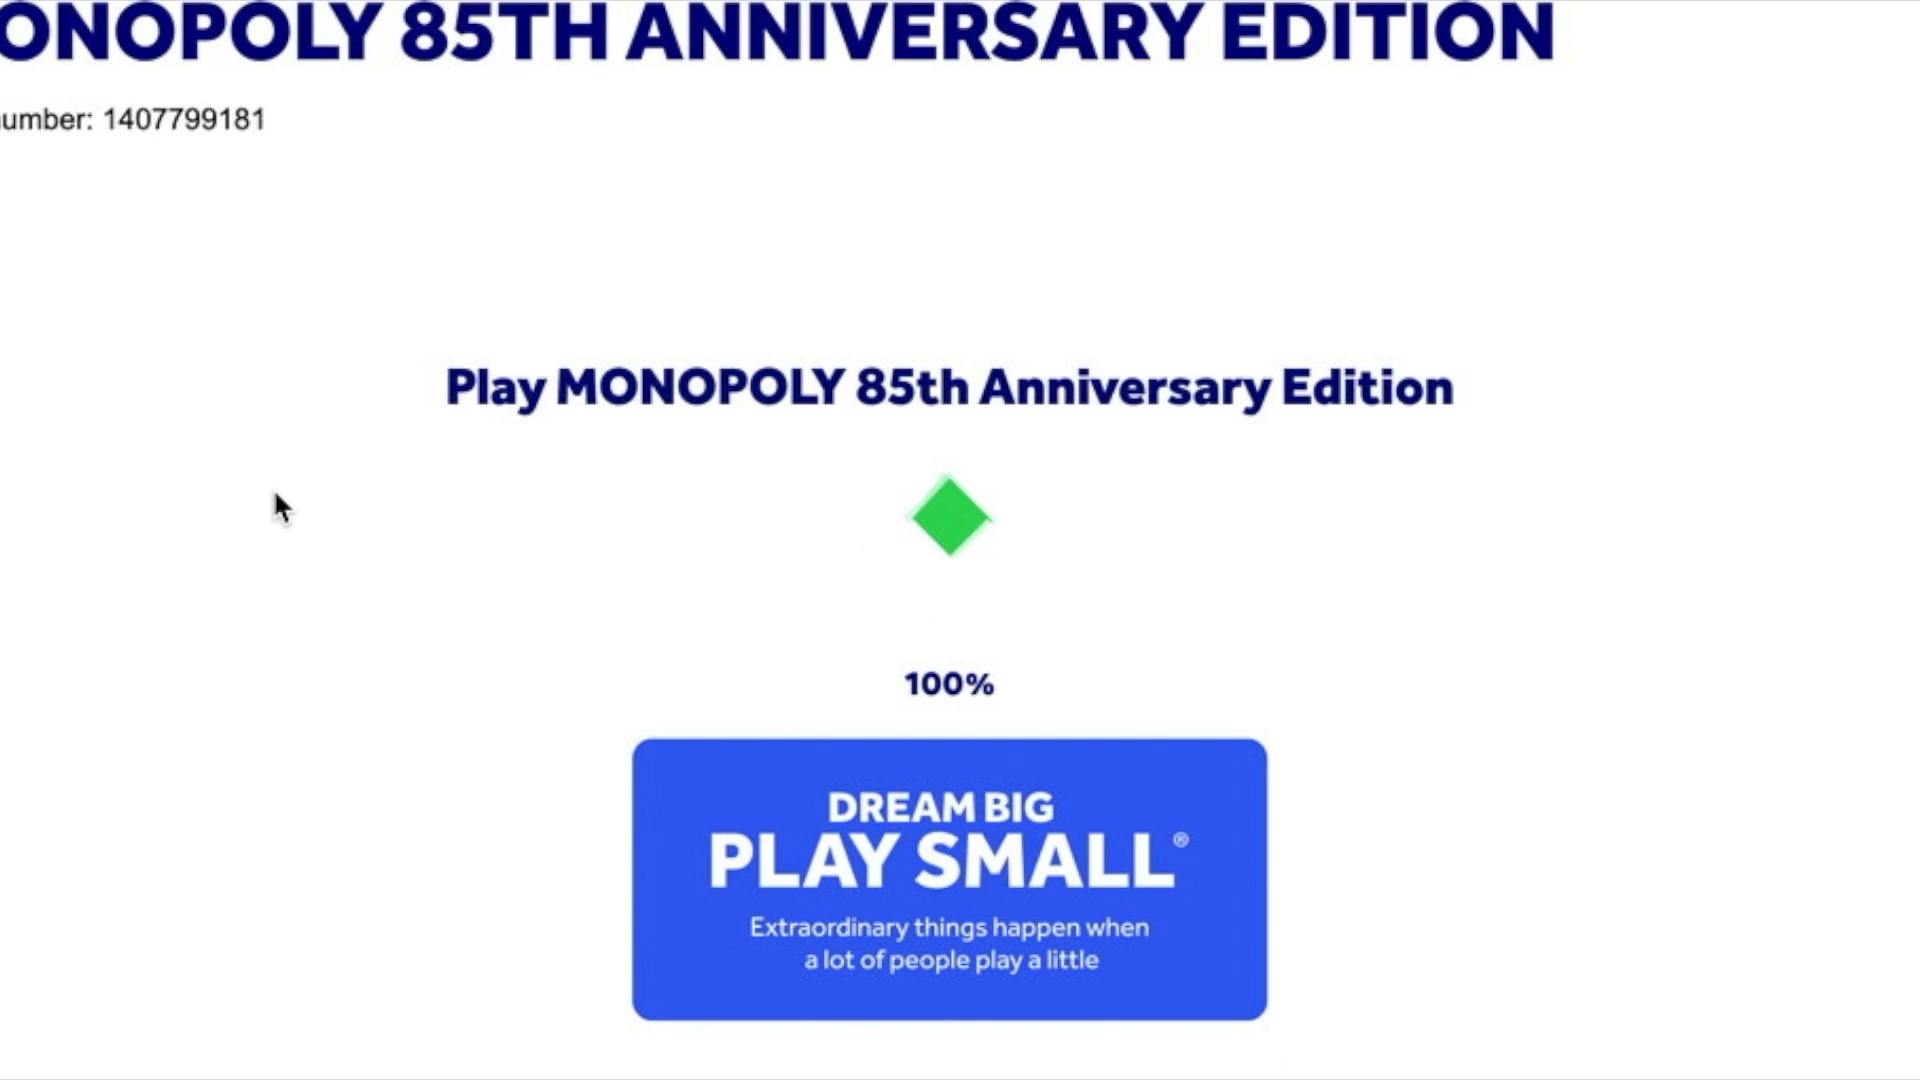 ONOPOLY 85TH ANNIVERSARY EDITION
umber: 1407799181
Play MONOPOLY 85th Anniversary Edition
100%
DREAM BIG
PLAY SMALL®
Extraordinary things happen when
a lot of people play a little